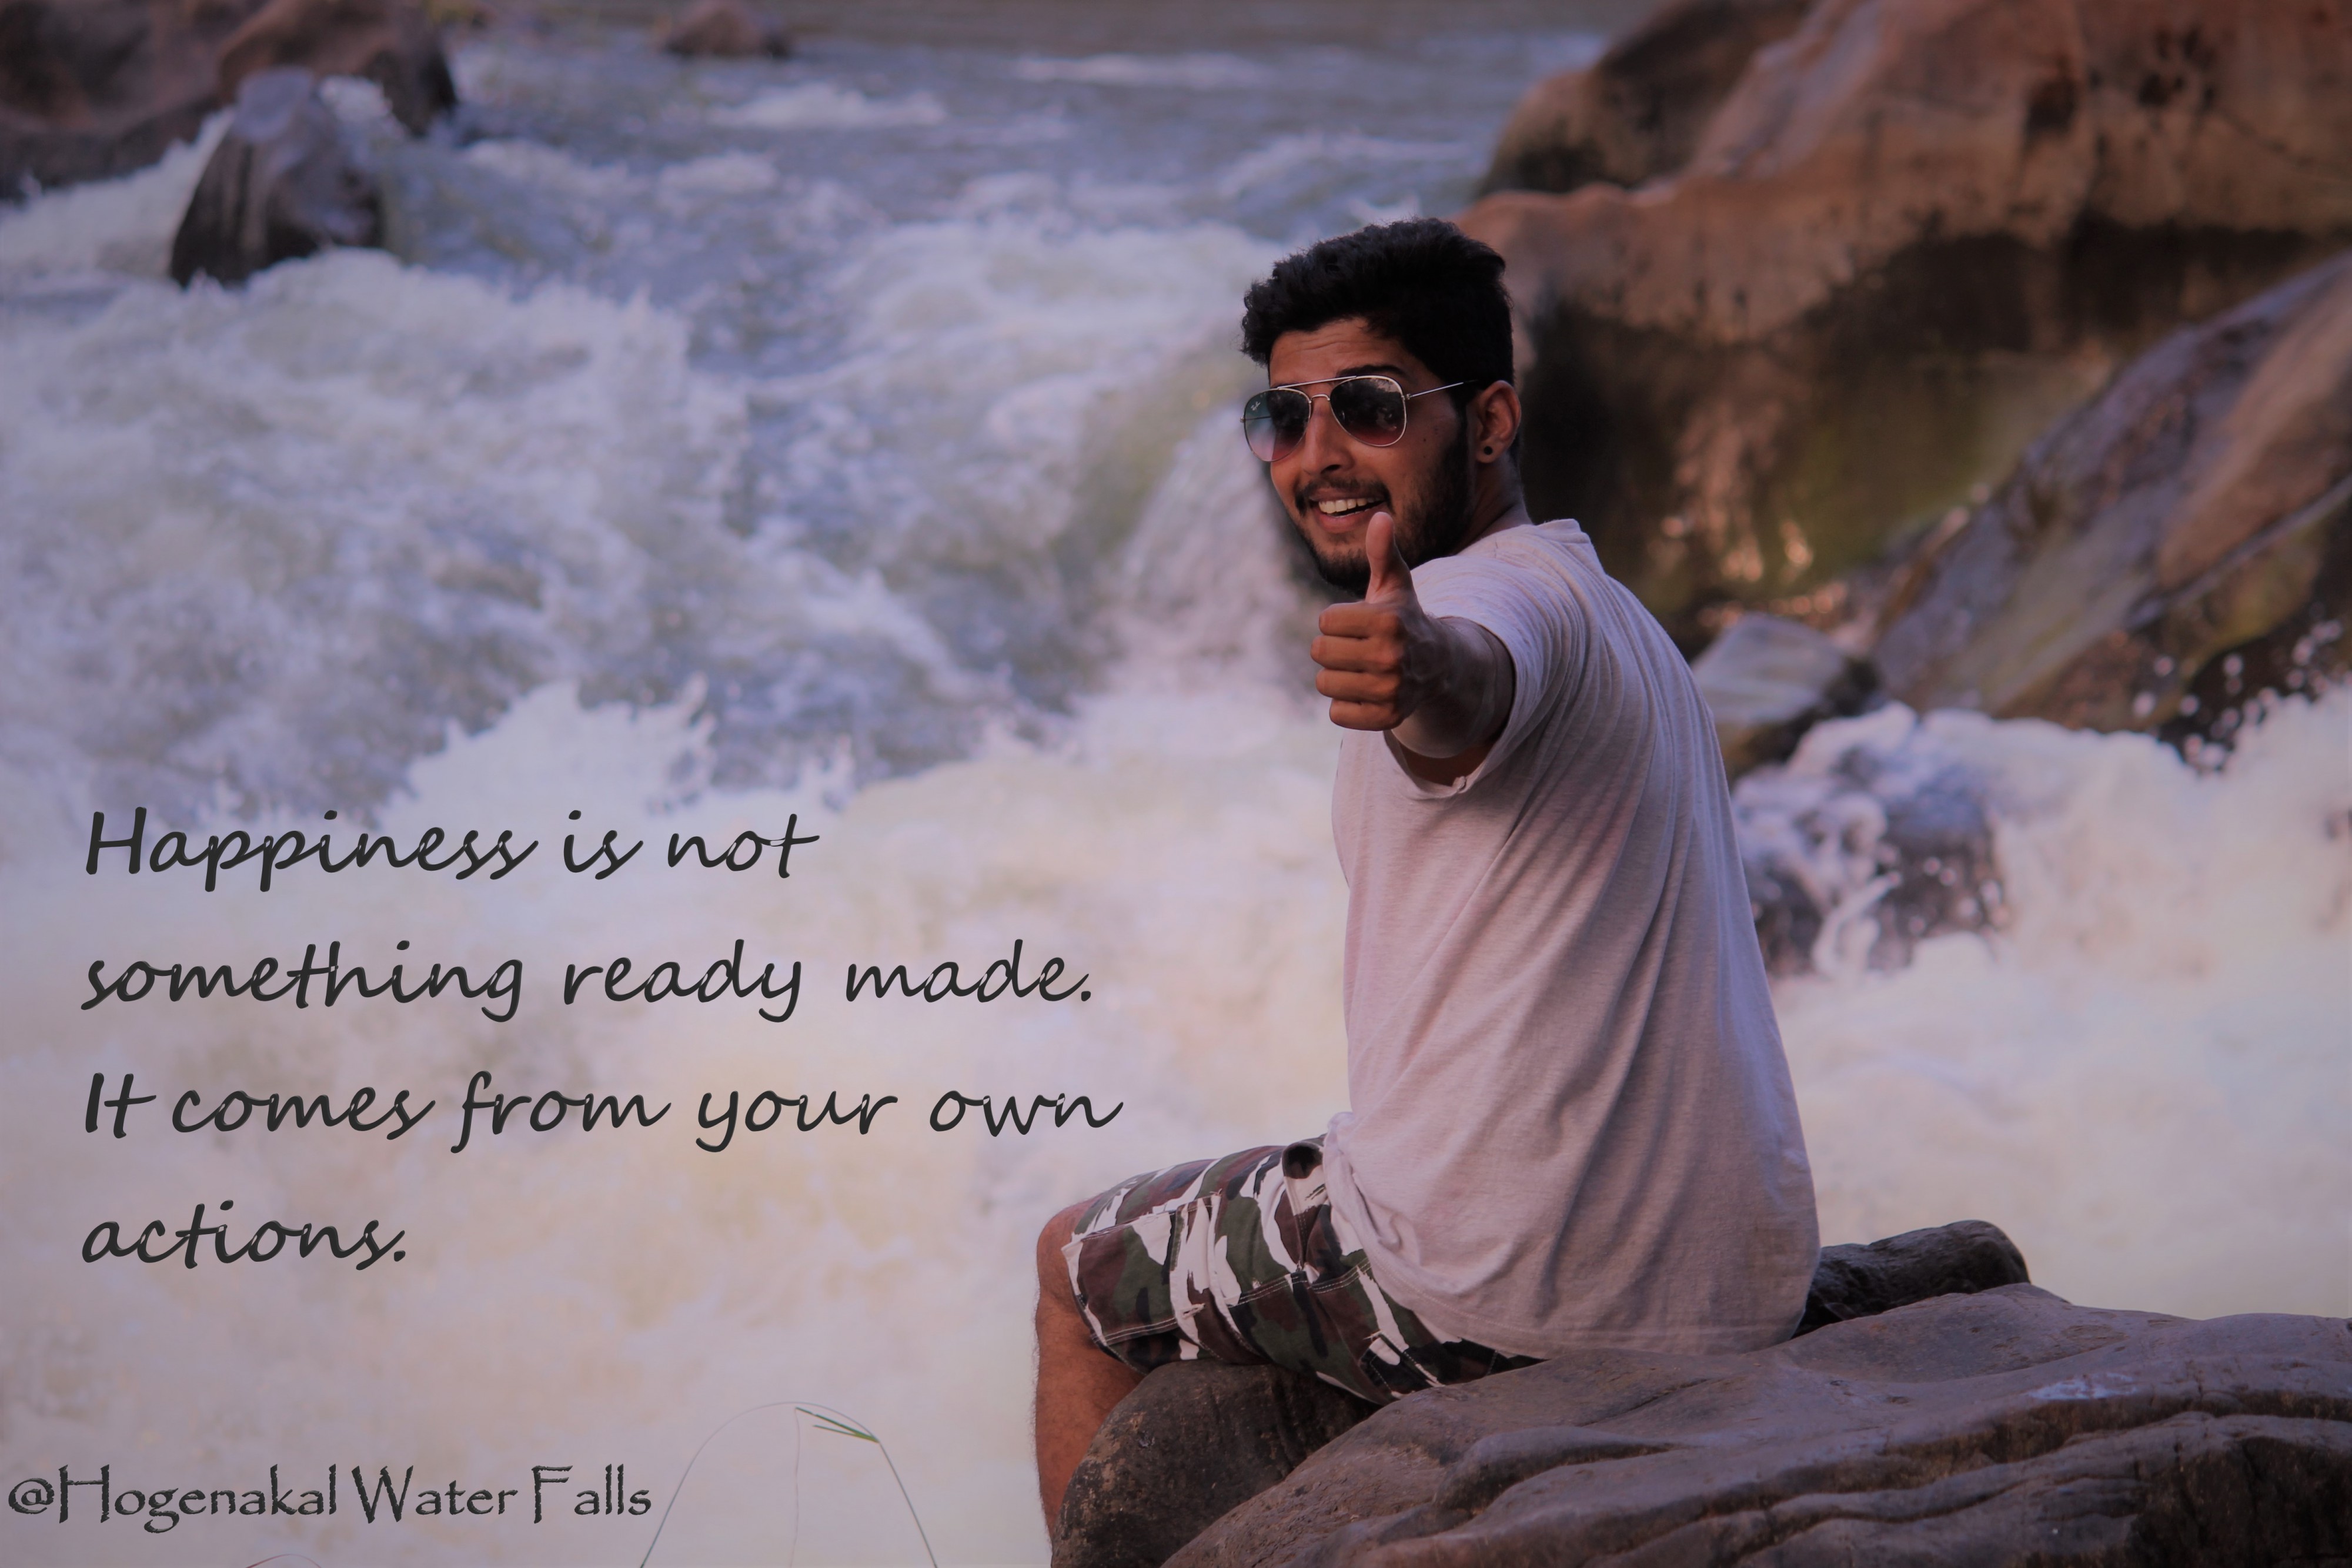 Happiness is not
something ready made.
It comes from your own
actions.
@Hogenakal Water Falls